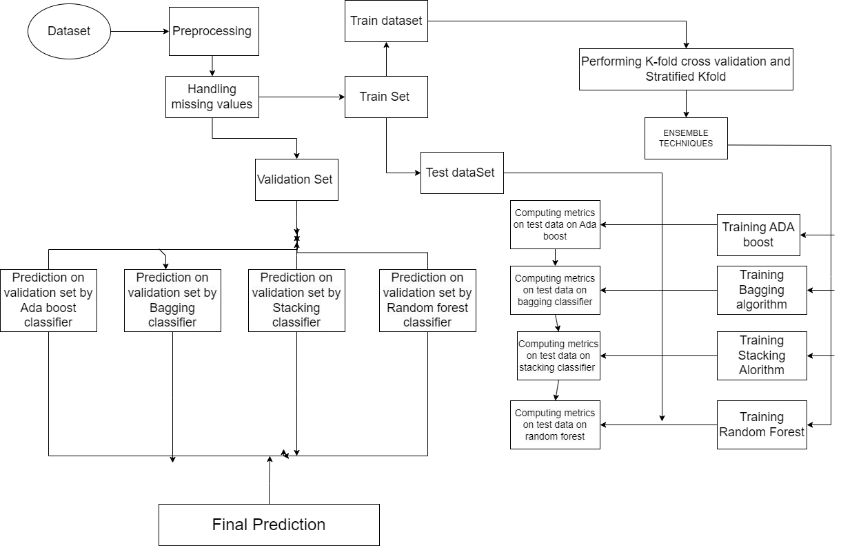 Dataset
Preprocessing
Train dataset
Performing K-fold cross validation and
Stratified Kfold
Handling
missing values
Train Set
ENSEMBLE
TECHNIQUES
Validation Set
Test dataSet
Computing metrics
on test data on Ada
boost
Training ADA
boost
Prediction on
validation set by
Ada boost
classifier
Prediction on
validation set by
Bagging
classifier
Prediction on
validation set by
Stacking
classifier
Prediction on
validation set by
Random forest
classifier
Computing metrics
on test data on
bagging classifier
Training
Bagging
algorithm
Computing metrics
on test data on
stacking classifier
Training
Stacking
Alorithm
Computing metrics
on test data on
random forest
Training
Random Forest
Final Prediction